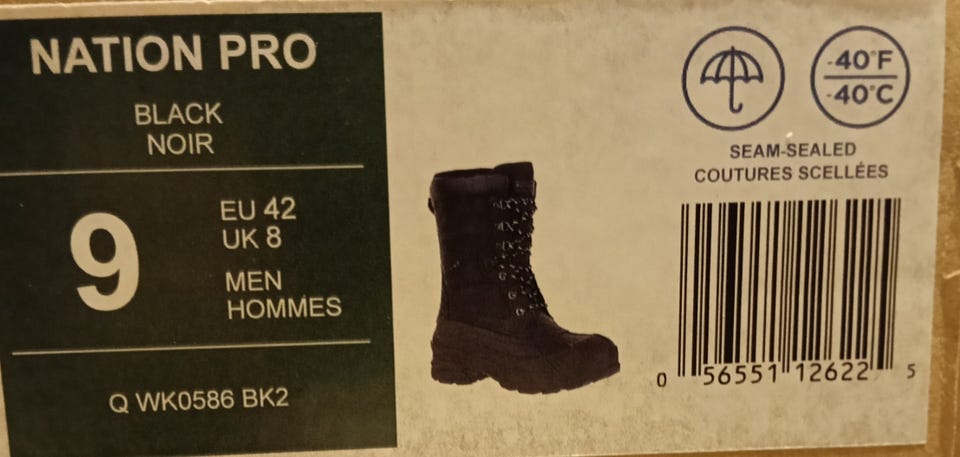 NATION PRO
BLACK
NOIR
9
EU 42
UK 8
MEN
HOMMES
Q WK0586 BK2
-40°F
-40°C
SEAM-SEALED
COUTURES SCELLÉES
0 56551 12622 5